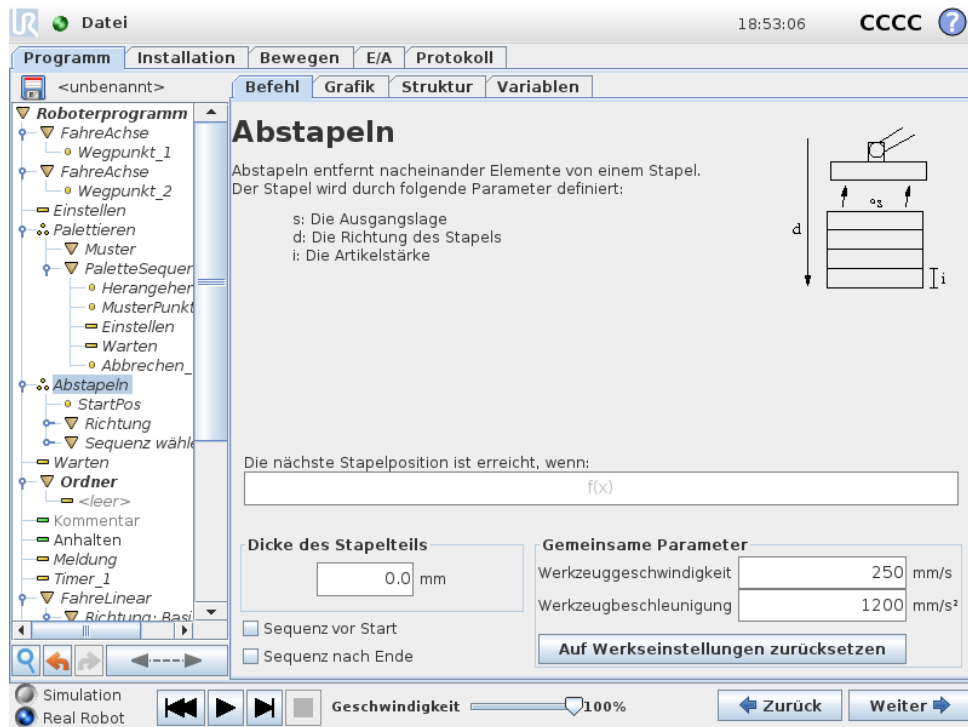 UR Datei 18:53:06 CCCC ?
Programm Installation Bewegen E/A Protokoll
<unbenannt>
Befehl Grafik Struktur Variablen
Roboterprogramm
FahreAchse
Wegpunkt_1
FahreAchse
Wegpunkt_2
Einstellen
Palettieren
Muster
PaletteSequer
Herangeher
MusterPunkt
Einstellen
Warten
Abbrechen_
Abstapeln
StartPos
Richtung
Sequenz wähle
Warten
Ordner
<leer>
Kommentar
Anhalten
Meldung
Timer_1
FahreLinear
Richtung: Basi
Abstapeln
Abstapeln entfernt nacheinander Elemente von einem Stapel.
Der Stapel wird durch folgende Parameter definiert:
s: Die Ausgangslage
d: Die Richtung des Stapels
i: Die Artikelstärke
s
d
i
Die nächste Stapelposition ist erreicht, wenn:
f(x)
Dicke des Stapelteils
0.0 mm
Sequenz vor Start
Sequenz nach Ende
Gemeinsame Parameter
Werkzeuggeschwindigkeit 250 mm/s
Werkzeugbeschleunigung 1200 mm/s²
Auf Werkseinstellungen zurücksetzen
Simulation
Real Robot
Geschwindigkeit 100%
Zurück Weiter